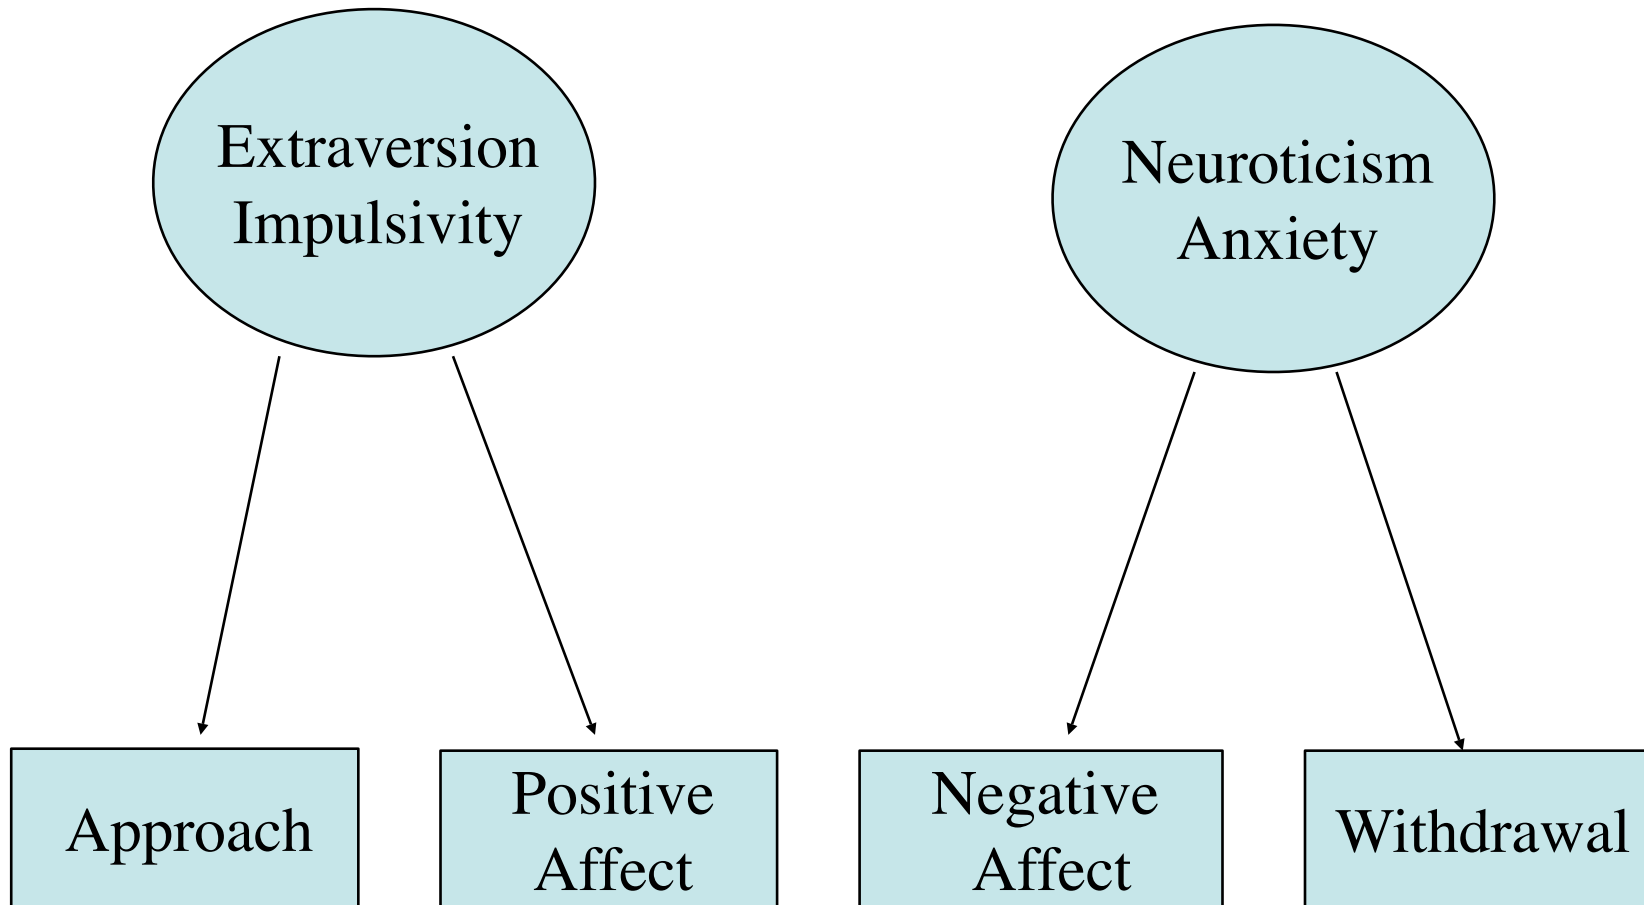 Extraversion
Impulsivity
Neuroticism
Anxiety
Approach
Positive
Affect
Negative
Affect
Withdrawal